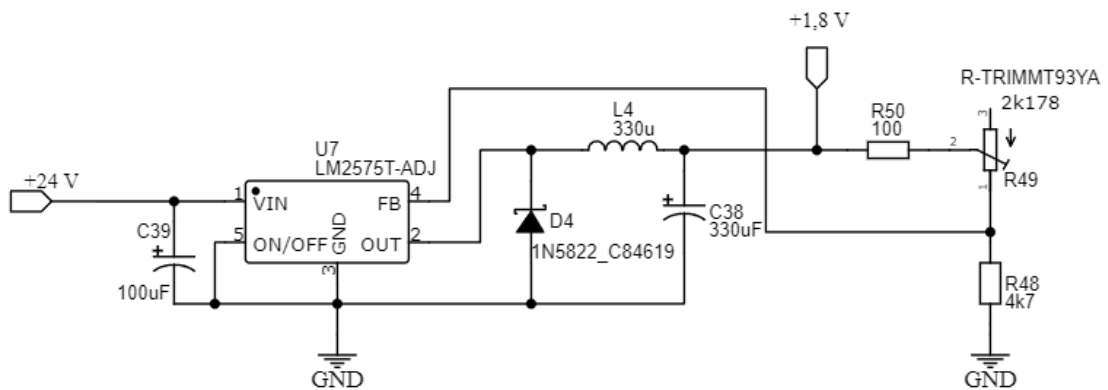 +1,8 V
R-TRIMMT93YA
2k178
3
L4
330u
R50
100
2
R49
1
U7
LM2575T-ADJ
+24 V
1
VIN
FB
4
C39
5
ON/OFF
GND
OUT
2
3
100uF
D4
1N5822_C84619
C38
330uF
R48
4k7
GND
GND